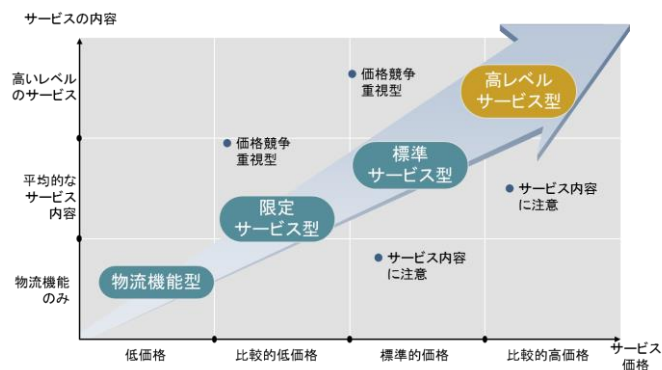 サービスの内容
高いレベル
のサービス
価格競争
重視型
高レベル
サービス型
価格競争
重視型
標準
サービス型
平均的な
サービス
内容
限定
サービス型
サービス内容
に注意
サービス内容
に注意
物流機能
のみ
物流機能型
低価格
比較的低価格
標準的価格
比較的高価格
サービス
価格